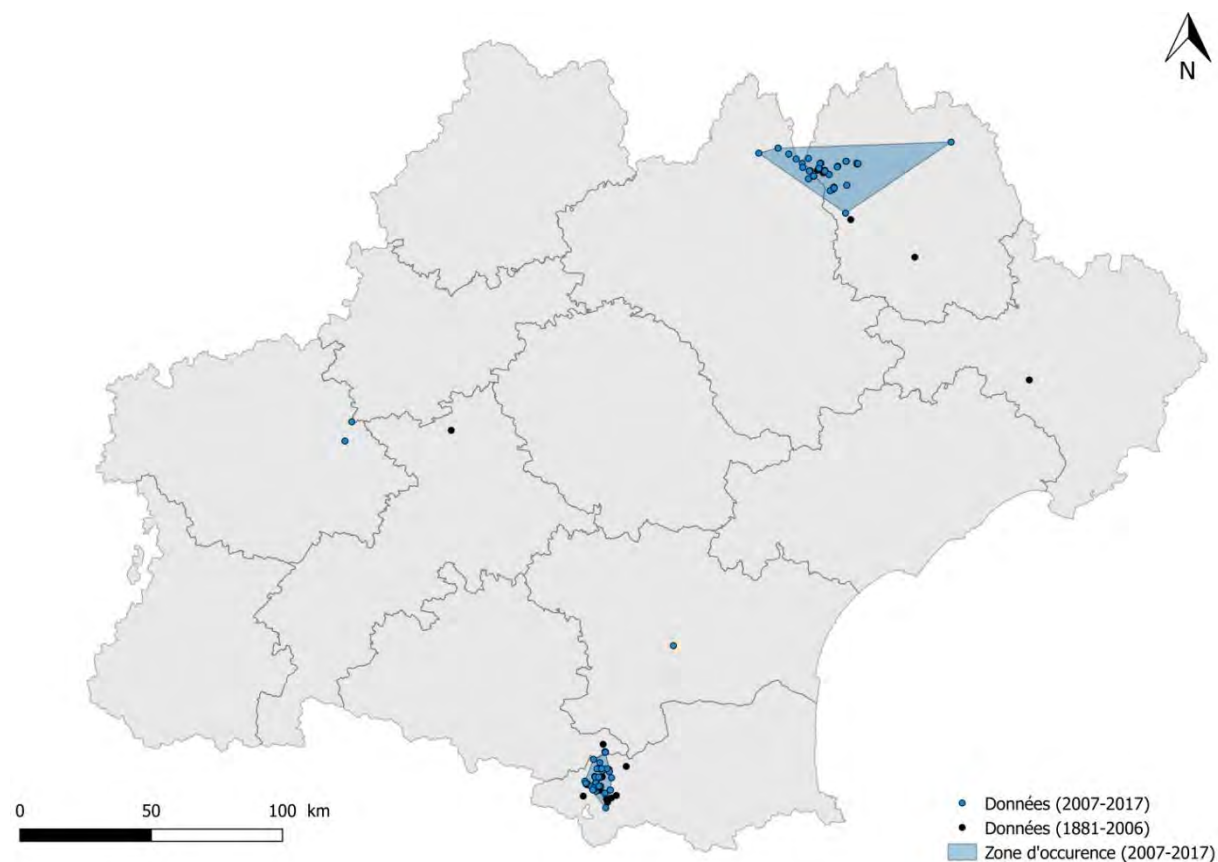 N
0 50 100 km
Données (2007-2017)
Données (1881-2006)
Zone d'occurence (2007-2017)